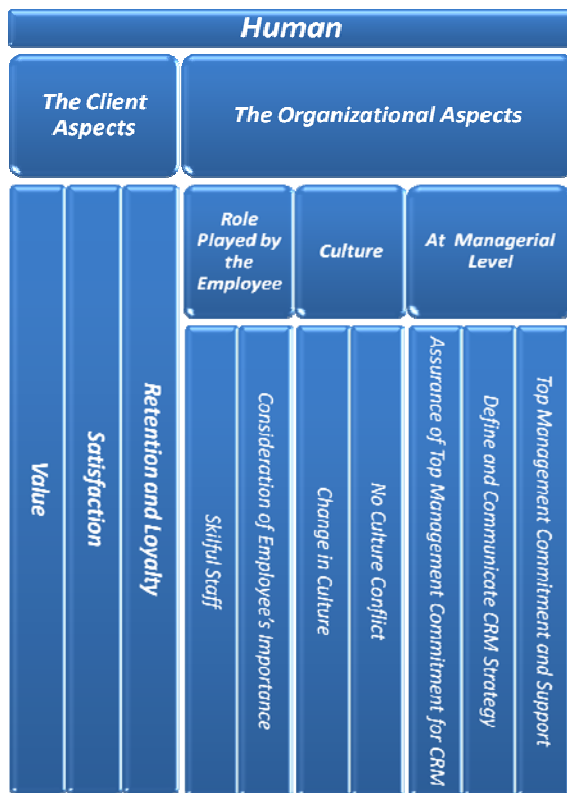 Human
The Client
Aspects
The Organizational Aspects
Role
Played by
the
Employee
Culture
At Managerial
Level
Value
Satisfaction
Retention and Loyalty
Skilful Staff
Consideration of Employee's Importance
Change in Culture
No Culture Conflict
Assurance of Top Management Commitment for CRM
Define and Communicate CRM Strategy
Top Management Commitment and Support